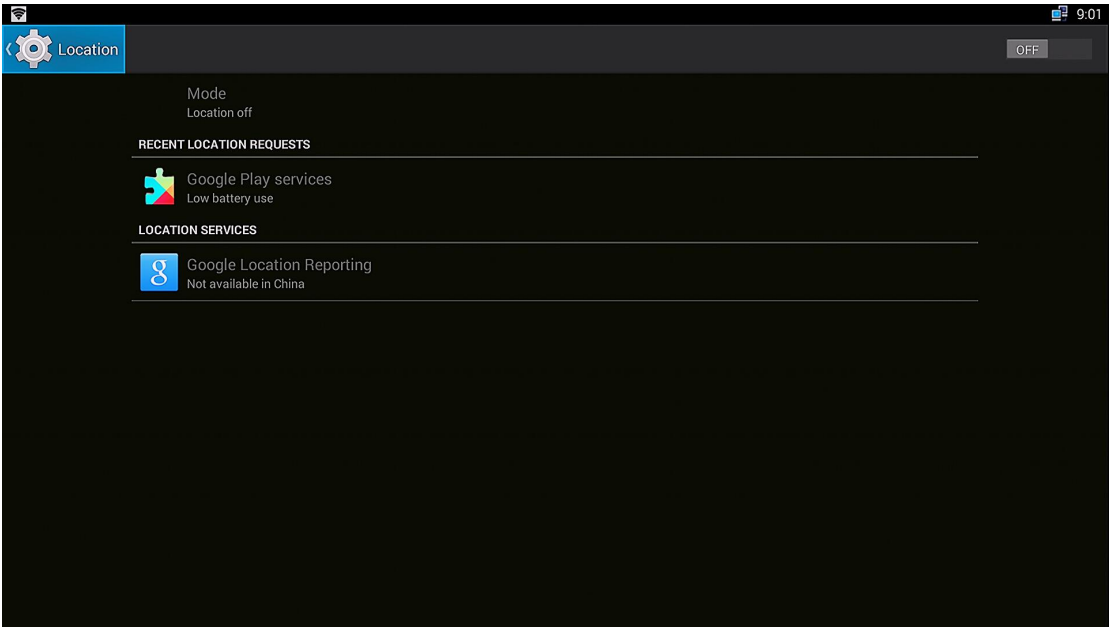 9:01
Location
OFF
Mode
Location off
RECENT LOCATION REQUESTS
Google Play services
Low battery use
LOCATION SERVICES
g
Google Location Reporting
Not available in China